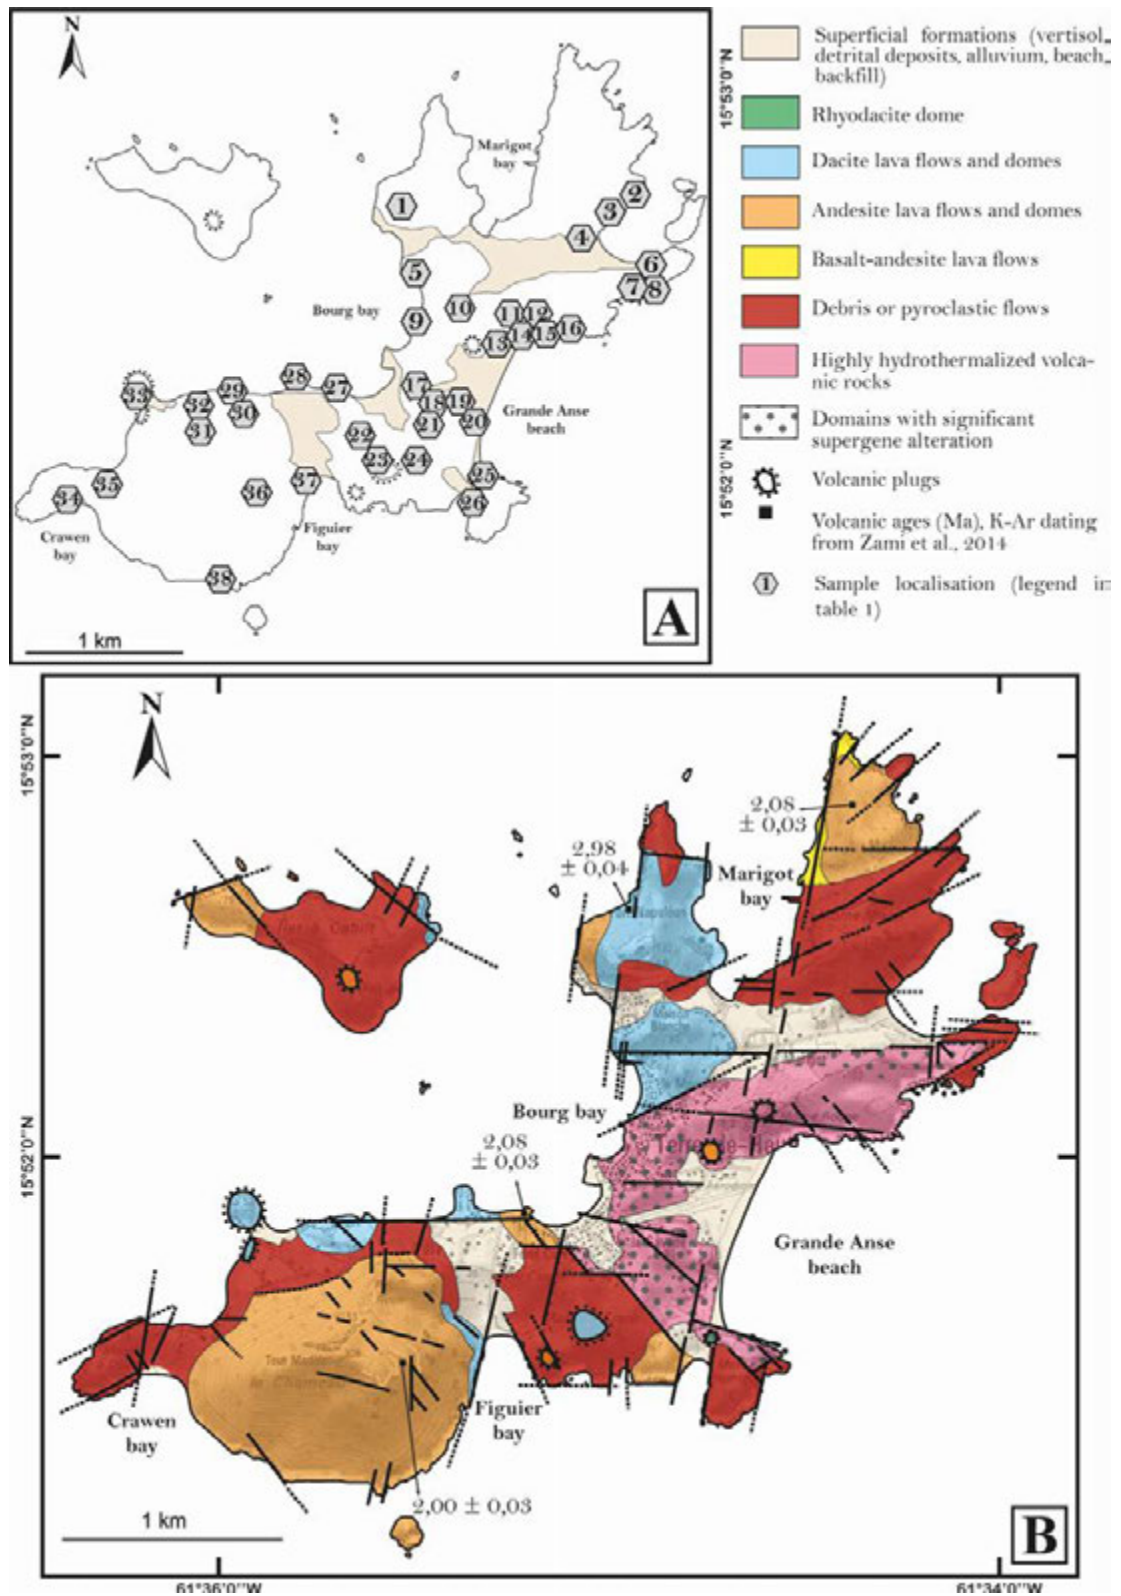 N
Marigot
bay
1
2
3
4
5
6
7
8
Bourg bay
9
10
11
12
13
14
15
16
Grande Anse
beach
17
18
19
20
21
22
23
24
25
26
27
28
29
30
31
32
33
34
35
36
37
38
Crawen
bay
Figuier
bay
1 km
A
15°53'0"N
15°52'0"N
Superficial formations (vertisol,
detrital deposits, alluvium, beach,
backfill)
Rhyodacite dome
Dacite lava flows and domes
Andesite lava flows and domes
Basalt-andesite lava flows
Debris or pyroclastic flows
Highly hydrothermalized volca-
nic rocks
Domains with significant
supergene alteration
Volcanic plugs
Volcanic ages (Ma), K-Ar dating
from Zami et al., 2014
1
Sample localisation (legend in
table 1)
N
15°53'0"N
15°52'0"N
2,08
± 0,03
2,98
± 0,04
Marigot
bay
Bourg bay
2,08
± 0,03
Grande Anse
beach
Crawen
bay
Figuier
bay
2,00 ± 0,03
1 km
B
61°36'0"W
61°34'0"W